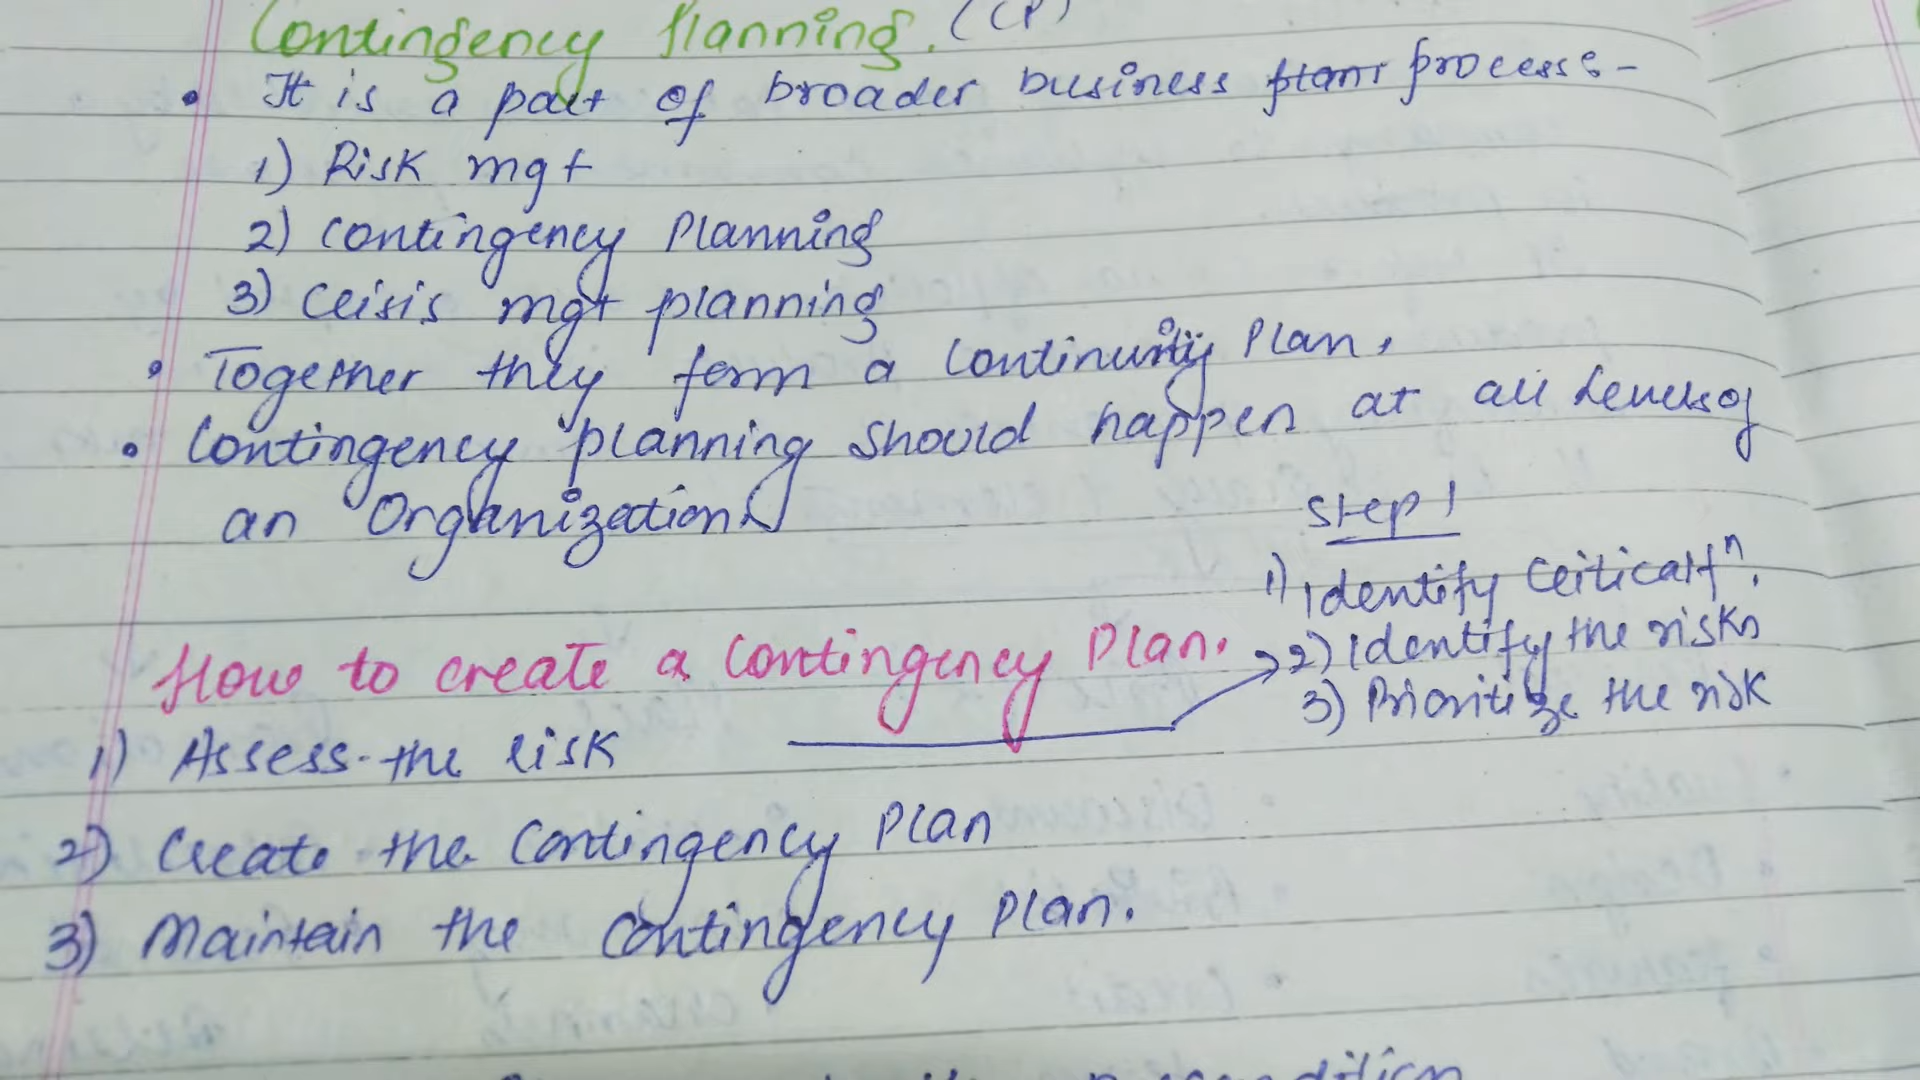 Contingency Planning. (CP)
• It is a part of broader business process:-
1) Risk mgt
2) Contingency Planning
3) Crisis mgt planning
• Together they form a Continuity Plan.
• Contingency planning should happen at all levels of
an Organization.
How to create a Contingency Plan.
1) Assess the risk
2) Create the Contingency Plan
3) Maintain the Contingency Plan.
Step 1
1) Identify Critical fⁿ.
2) Identify the risks
3) Prioritize the risk